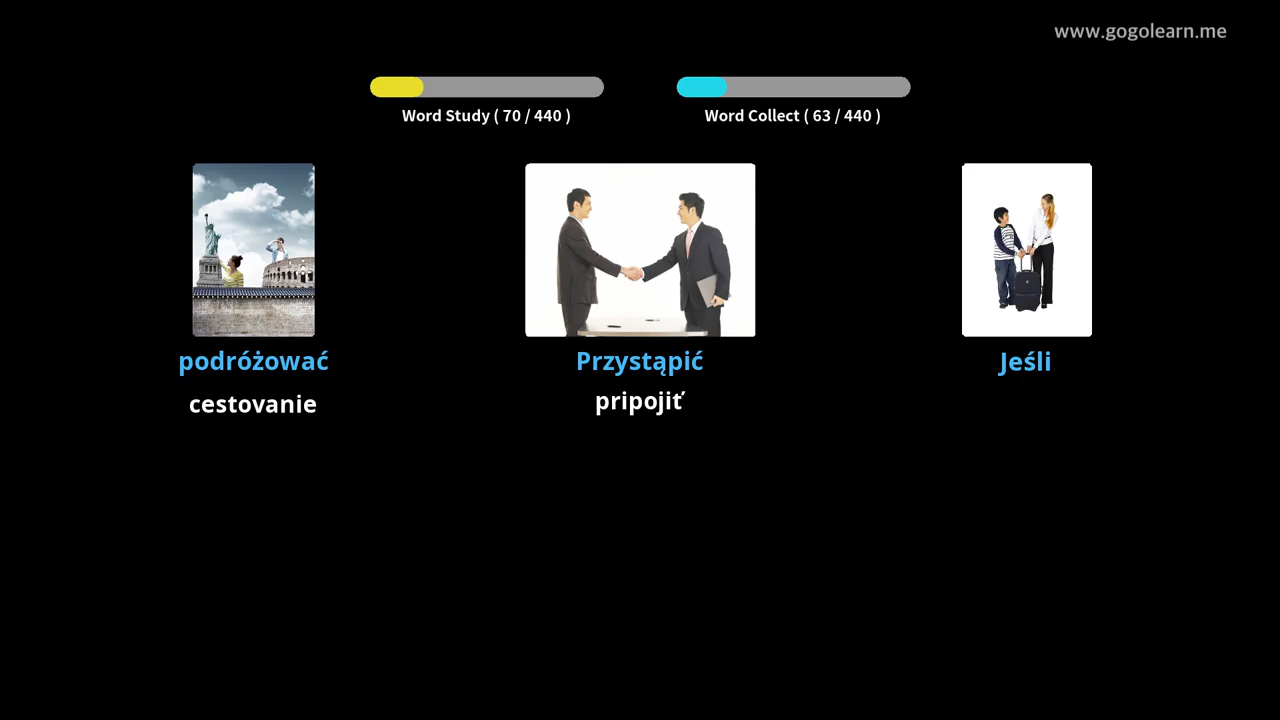 www.gogolearn.me
Word Study ( 70 / 440 )
Word Collect ( 63 / 440 )
podróżować
Przystąpić
Jeśli
cestovanie
pripojiť